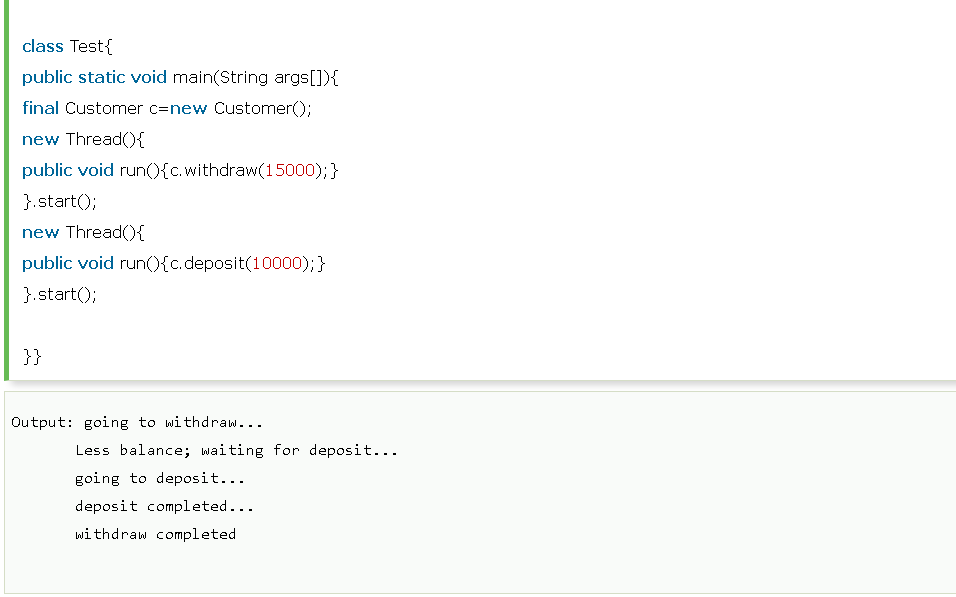 class Test{
public static void main(String args[]){
final Customer c=new Customer();
new Thread(){
public void run(){c.withdraw(15000);}
}.start();
new Thread(){
public void run(){c.deposit(10000);}
}.start();
}}
Output: going to withdraw...
Less balance; waiting for deposit...
going to deposit...
deposit completed...
withdraw completed